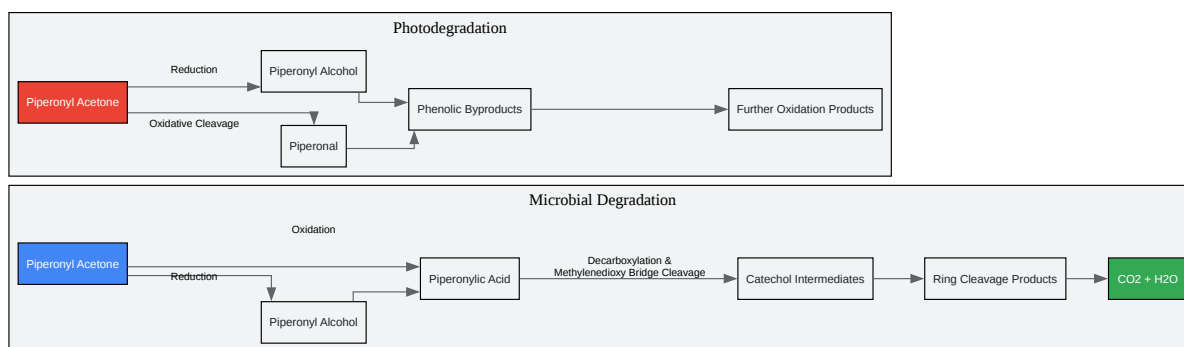 Photodegradation
Piperonyl Acetone
Reduction
Oxidative Cleavage
Piperonyl Alcohol
Piperonal
Phenolic Byproducts
Further Oxidation Products
Microbial Degradation
Piperonyl Acetone
Oxidation
Reduction
Piperonyl Alcohol
Piperonylic Acid
Decarboxylation &
Methylenedioxy Bridge Cleavage
Catechol Intermediates
Ring Cleavage Products
CO2 + H2O